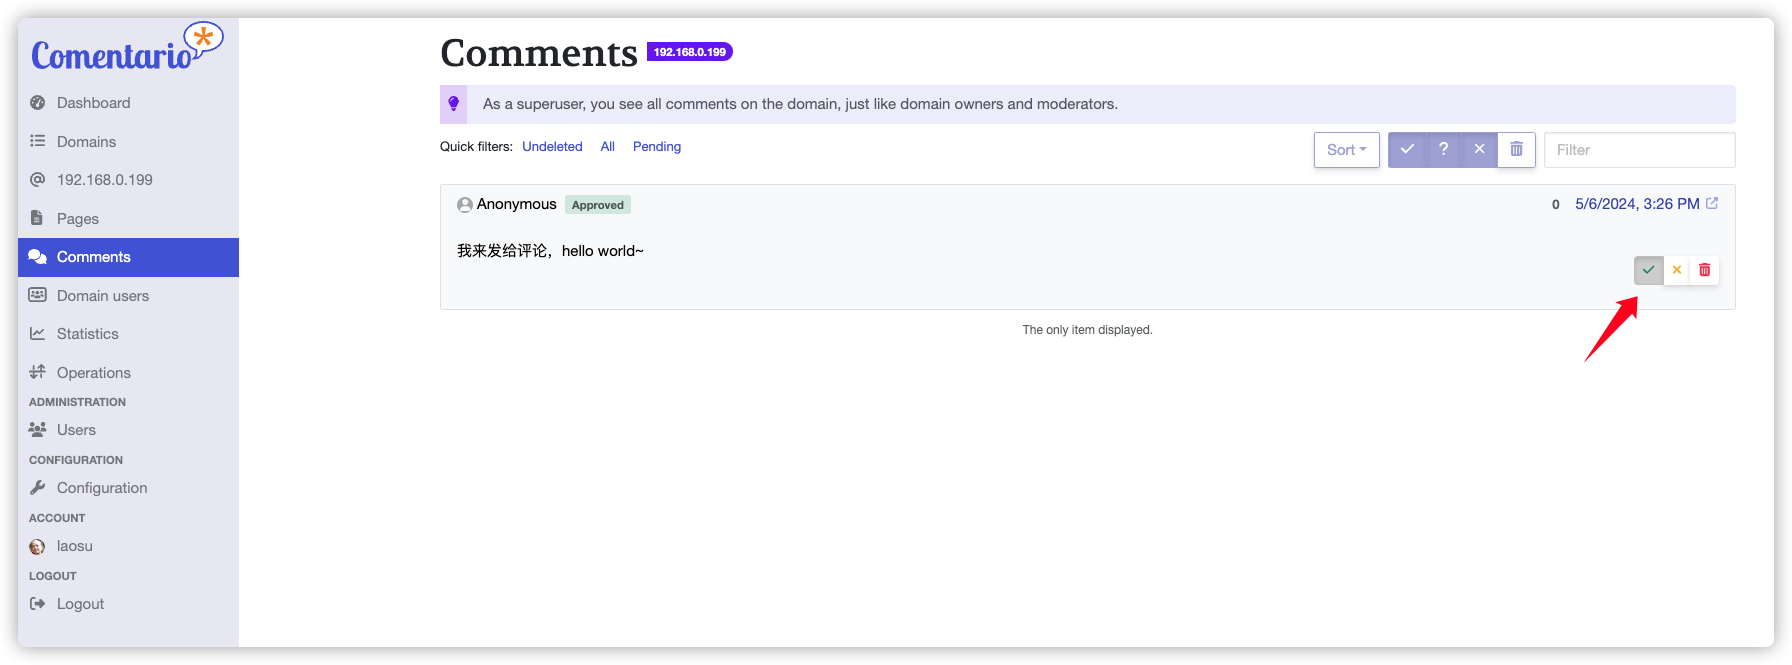 Comentario
Dashboard
Domains
192.168.0.199
Pages
Comments
Domain users
Statistics
Operations
ADMINISTRATION
Users
CONFIGURATION
Configuration
ACCOUNT
laosu
LOGOUT
Logout
Comments 192.168.0.199
As a superuser, you see all comments on the domain, just like domain owners and moderators.
Quick filters: Undeleted All Pending Sort ? Filter
Anonymous Approved 0 5/6/2024, 3:26 PM
我来发给评论，hello world~
The only item displayed.